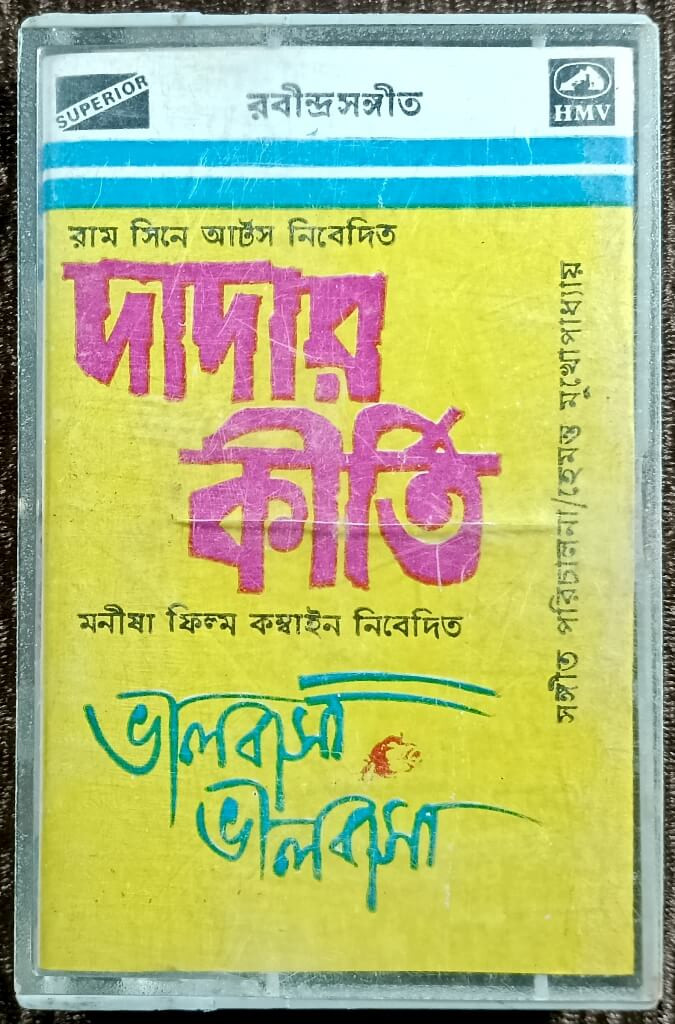 SUPERIOR
রবীন্দ্রসঙ্গীত
HMV
রাম সিনে আর্টস নিবেদিত
দাদার
কীর্তি
মনীষা ফিল্ম কম্বাইন নিবেদিত
ভালবাসা
ভালবাসা
সঙ্গীত পরিচালনা/হেমন্ত মুখোপাধ্যায়